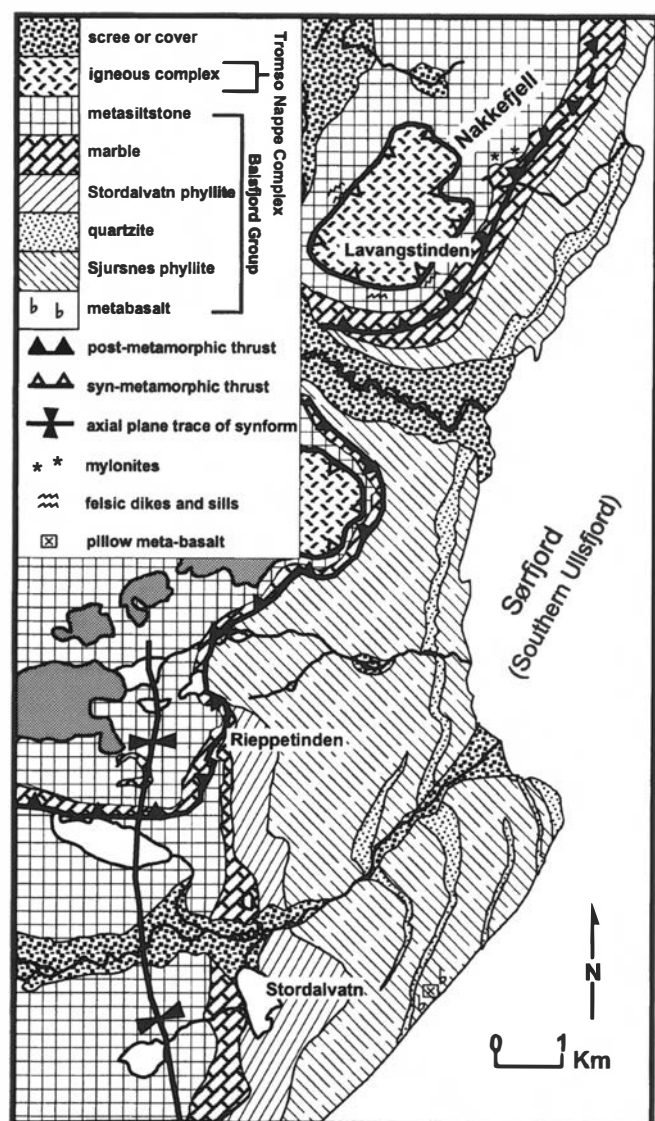 scree or cover
igneous complex
metasiltstone
marble
Stordalvatn phyllite
quartzite
Sjursnes phyllite
metabasalt
Tromso Nappe Complex
Balsfjord Group
post-metamorphic thrust
syn-metamorphic thrust
axial plane trace of synform
mylonites
felsic dikes and sills
pillow meta-basalt
Nakkefjell
Lavangstinden
Sørfjord
(Southern Ullsfjord)
Rieppetinden
Stordalvatn
N
0 1
Km